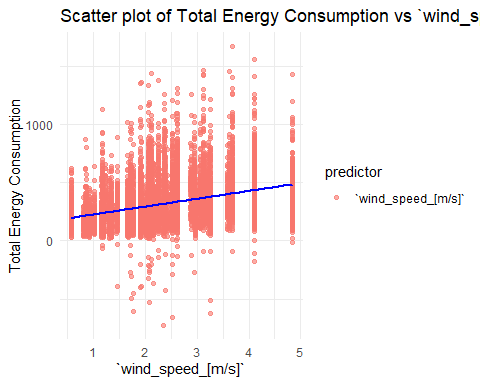 Scatter plot of Total Energy Consumption vs `wind_s
Total Energy Consumption
1000
0
1 2 3 4 5
`wind_speed_[m/s]`
predictor
`wind_speed_[m/s]`